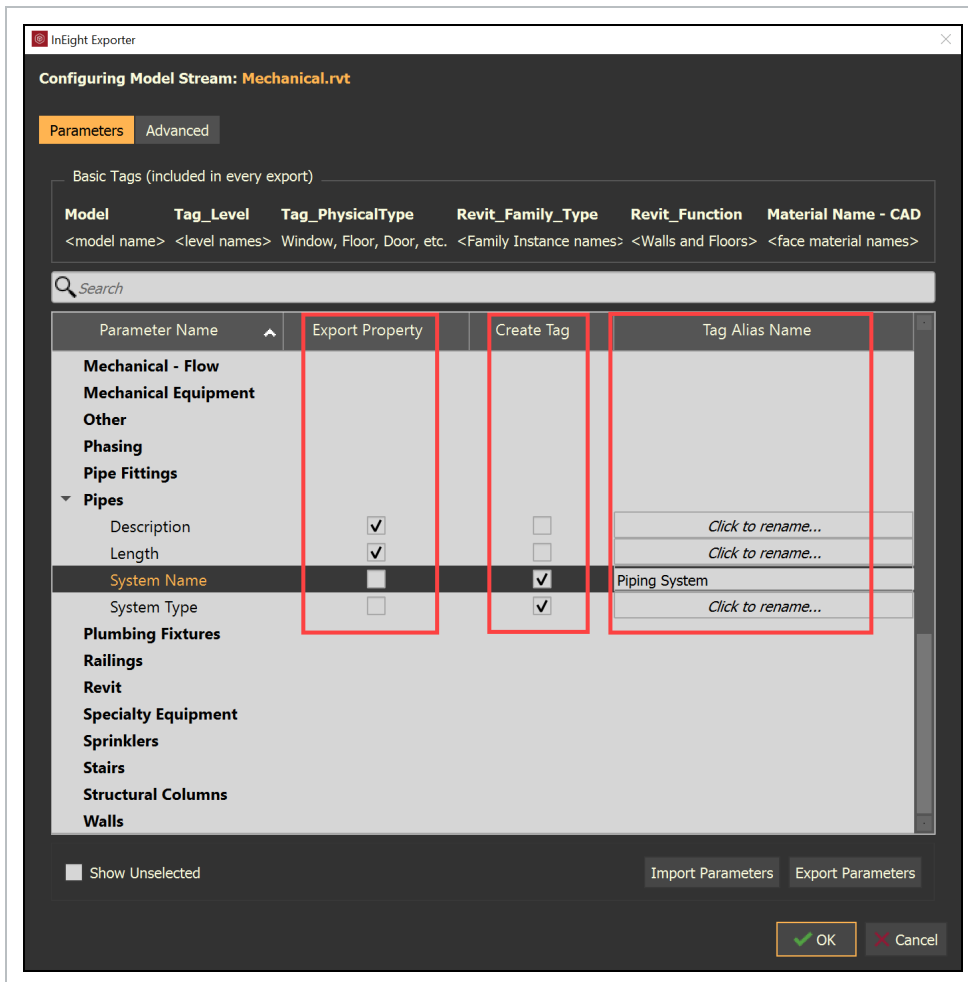 InEight Exporter
Configuring Model Stream: Mechanical.rvt
Parameters Advanced
Basic Tags (included in every export)
Model Tag_Level Tag_PhysicalType Revit_Family_Type Revit_Function Material Name - CAD
<model name> <level names> Window, Floor, Door, etc. <Family Instance names> <Walls and Floors> <face material names>
Search
Parameter Name Export Property Create Tag Tag Alias Name
Mechanical - Flow
Mechanical Equipment
Other
Phasing
Pipe Fittings
Pipes
Description Click to rename...
Length Click to rename...
System Name Piping System
System Type Click to rename...
Plumbing Fixtures
Railings
Revit
Specialty Equipment
Sprinklers
Stairs
Structural Columns
Walls
Show Unselected Import Parameters Export Parameters
OK Cancel